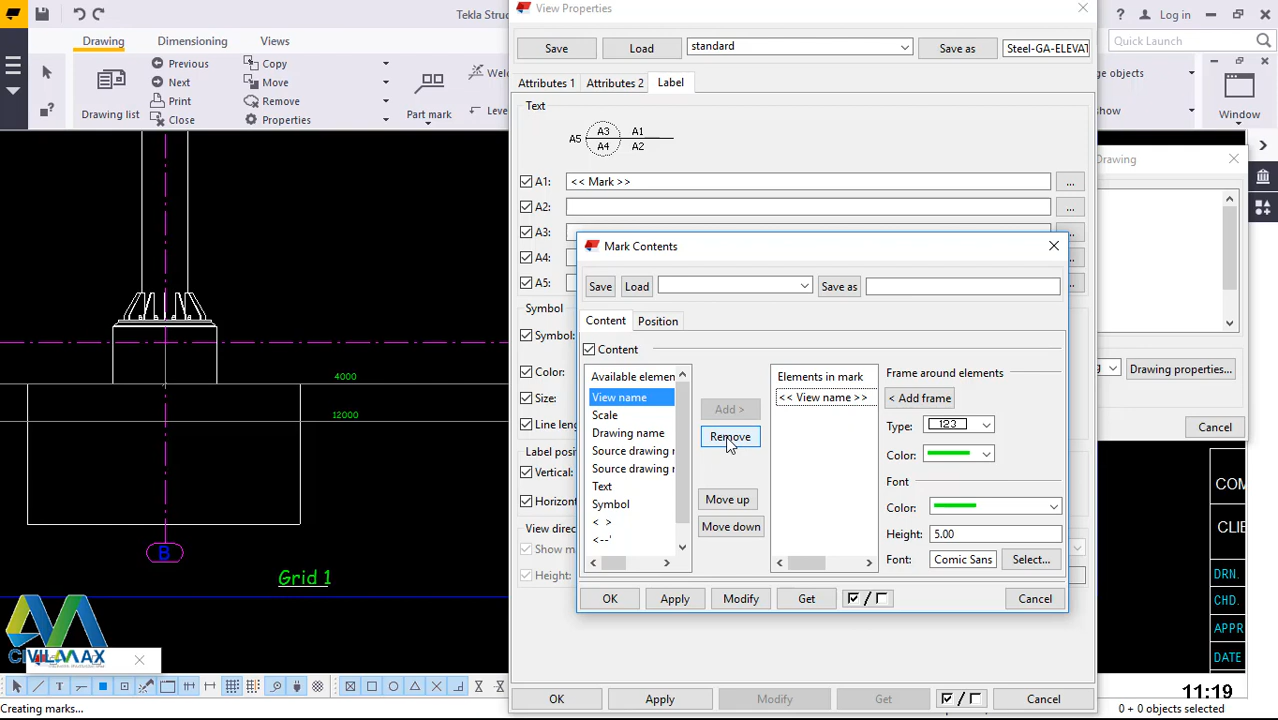 Tekla Struc
View Properties
Log in
Drawing
Dimensioning
Views
Quick Launch
Save
Load
standard
Save as
Steel-GA-ELEVAT
Previous
Next
Print
Close
Copy
Move
Remove
Properties
Drawing list
Part mark
Weld
Leve
ge objects
how
Window
Attributes 1
Attributes 2
Label
Text
A5
A3
A4
A1
A2
A1:
<< Mark >>
...
A2:
...
A3:
...
A4:
A5:
Drawing
Mark Contents
Save
Load
Save as
Content
Position
Symbol
Symbol:
Color:
Size:
Line leng
Label posi
Vertical:
Horizont
View direc
Show m
Height:
Content
Available elemen
View name
Scale
Drawing name
Source drawing r
Source drawing r
Text
Symbol
< >
<--'
Add >
Remove
Move up
Move down
Elements in mark
<< View name >>
Frame around elements
< Add frame
Type:
123
Color:
Font
Color:
Height:
5.00
Font:
Comic Sans
Select...
OK
Apply
Modify
Get
/
Cancel
Drawing properties...
Cancel
4000
12000
B
Grid 1
COM
CLIE
DRN.
CHD.
APPR
DATE
CIVILMAX
OK
Apply
Modify
Get
/
Cancel
11:19
Creating marks...
0 + 0 objects selected